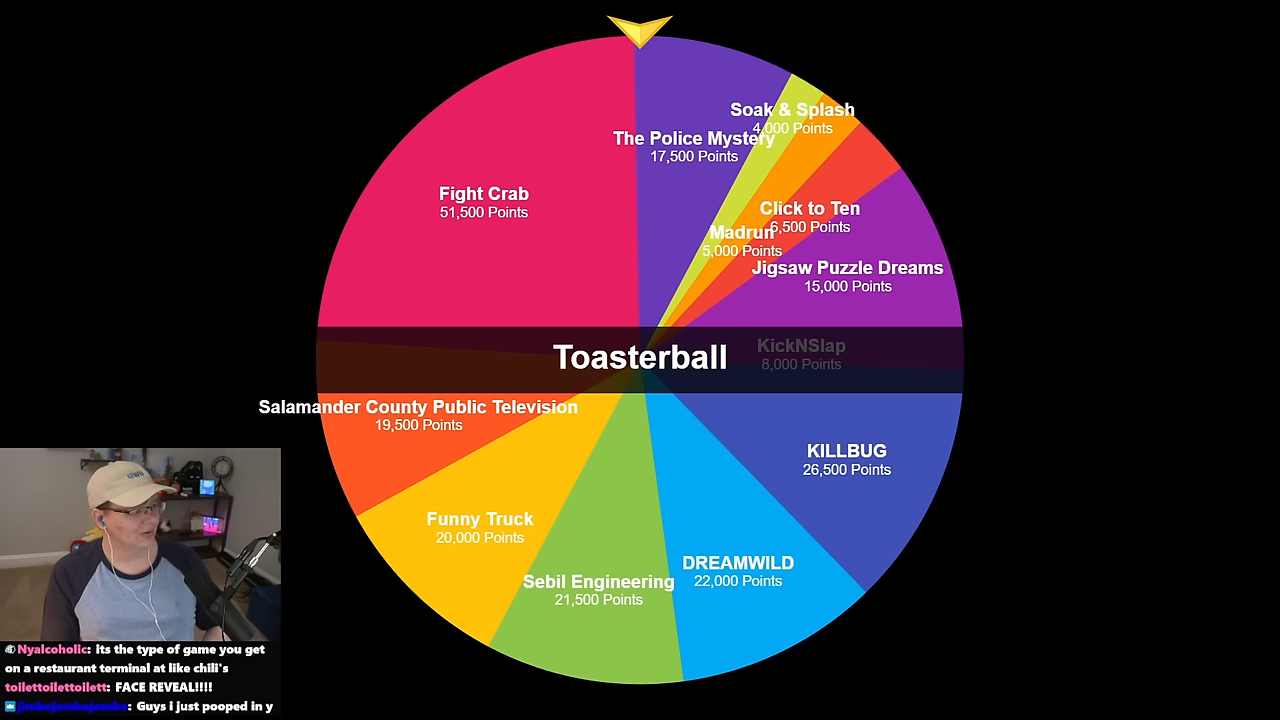 Soak & Splash
4,000 Points
The Police Mystery
17,500 Points
Fight Crab
51,500 Points
Click to Ten
6,500 Points
Madrun
5,000 Points
Jigsaw Puzzle Dreams
15,000 Points
KickNSlap
8,000 Points
Toasterball
Salamander County Public Television
19,500 Points
KILLBUG
26,500 Points
Funny Truck
20,000 Points
DREAMWILD
22,000 Points
Sebil Engineering
21,500 Points
UWB
Nyalcoholic: its the type of game you get
on a restaurant terminal at like chili's
toilettoilettoilett: FACE REVEAL!!!!
jimbojambojambo: Guys i just pooped in y